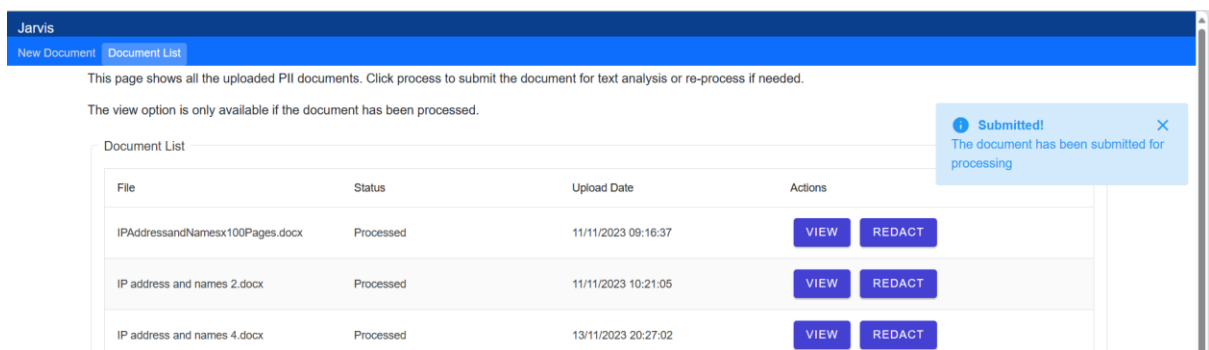 Jarvis
New Document Document List
This page shows all the uploaded PII documents. Click process to submit the document for text analysis or re-process if needed.
The view option is only available if the document has been processed.
Submitted!
The document has been submitted for
processing
Document List
File Status Upload Date Actions
IPAddressandNamesx100Pages.docx Processed 11/11/2023 09:16:37 VIEW REDACT
IP address and names 2.docx Processed 11/11/2023 10:21:05 VIEW REDACT
IP address and names 4.docx Processed 13/11/2023 20:27:02 VIEW REDACT